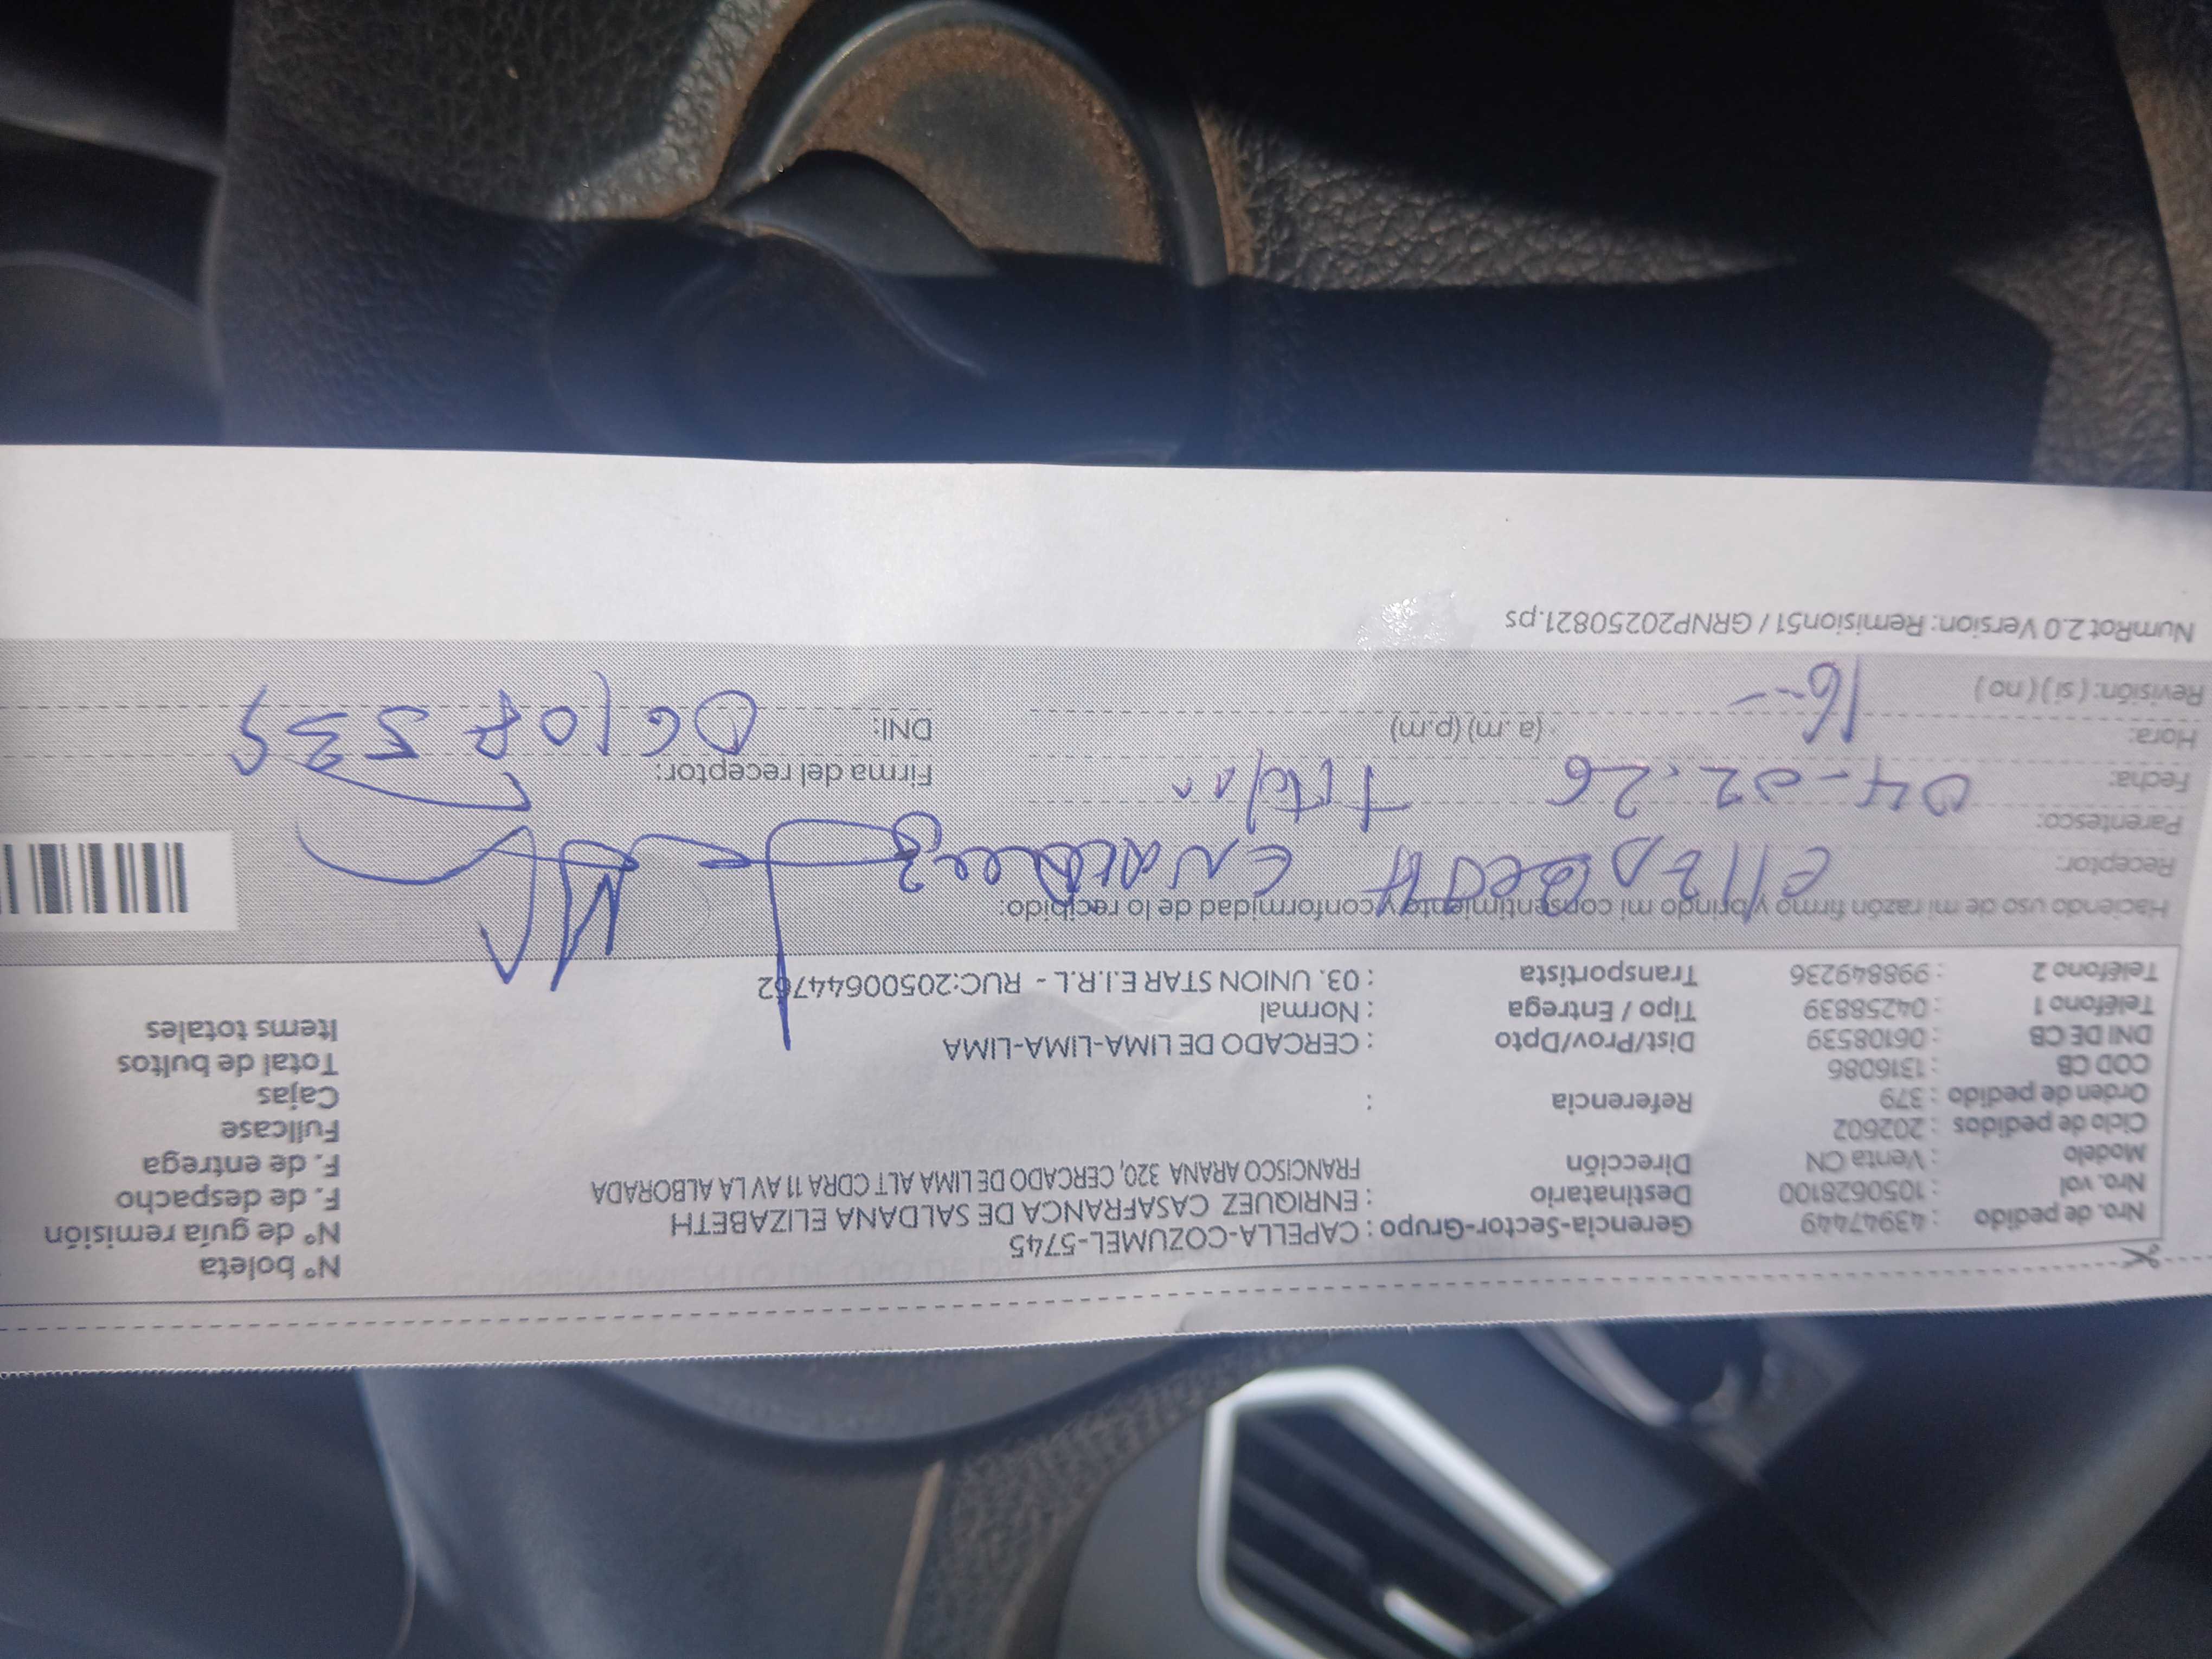 Nº boleta
Nº de guía remisión
F. de despacho
F. de entrega
Fullcase
Cajas
Total de bultos
Items totales
Nro. de pedido : 43947449 Gerencia-Sector-Grupo : CAPELLA-COZUMEL-5745
Nro. vol : 1050628100 Destinatario : ENRIQUEZ CASAFRANCA DE SALDANA ELIZABETH
Modelo : Venta CN Dirección FRANCISCO ARANA 320, CERCADO DE LIMA ALT CDRA 11 AV LA ALBORADA
Ciclo de pedidos : 202602
Orden de pedido : 379 Referencia :
COD CB : 1316086
DNI DE CB : 06108539 Dist/Prov/Dpto : CERCADO DE LIMA-LIMA-LIMA
Teléfono 1 : 04258839 Tipo / Entrega : Normal
Teléfono 2 : 998849236 Transportista : 03. UNION STAR E.I.R.L - RUC:20500644762
Haciendo uso de mi razón firmo y brindo mi consentimiento y conformidad de lo recibido:
Receptor:
Parentesco: Titular
Fecha: 04-02-26 Firma del receptor:
Hora: 16 (a.m) (p.m) DNI: 06108539
Revisión: ( si ) ( no )
NumRot 2.0 Version: Remision51 / GRNP20250821.ps